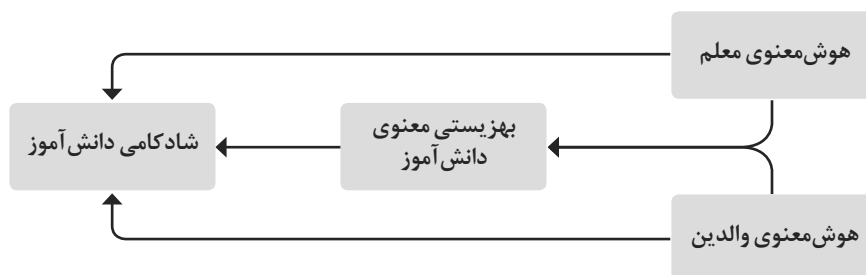 هوش‌معنوی معلم
بهزیستی معنوی
دانش‌آموز
شادکامی دانش‌آموز
هوش‌معنوی والدین